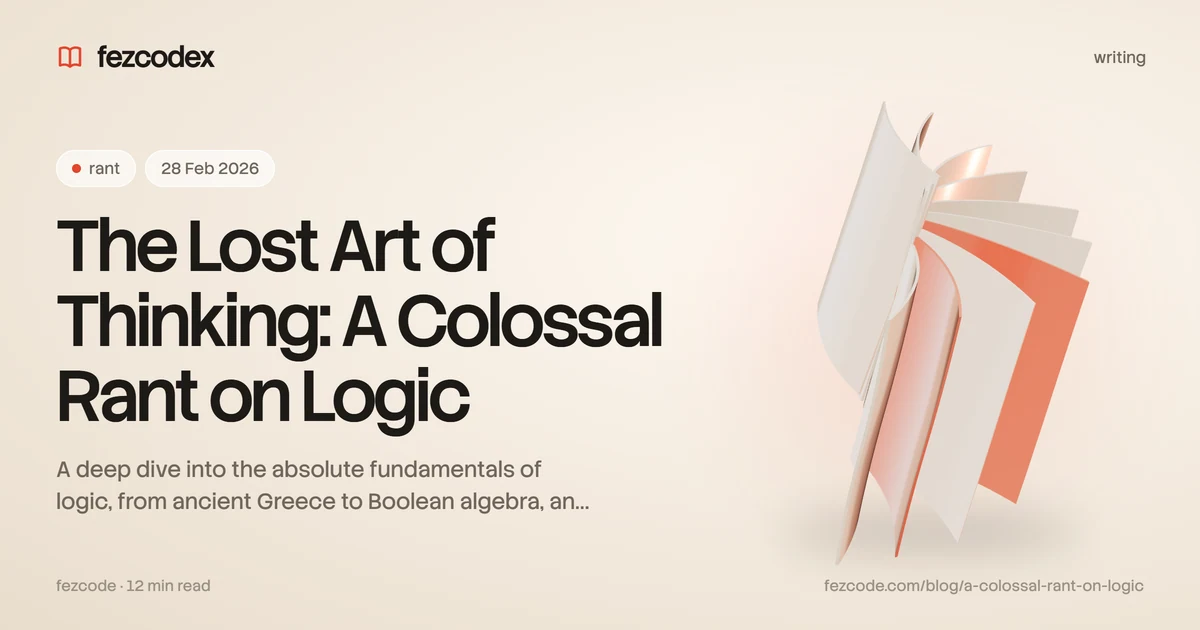 fezcodex
writing
rant
28 Feb 2026
The Lost Art of
Thinking: A Colossal
Rant on Logic
A deep dive into the absolute fundamentals of
logic, from ancient Greece to Boolean algebra, an...
fezcode · 12 min read
fezcode.com/blog/a-colossal-rant-on-logic